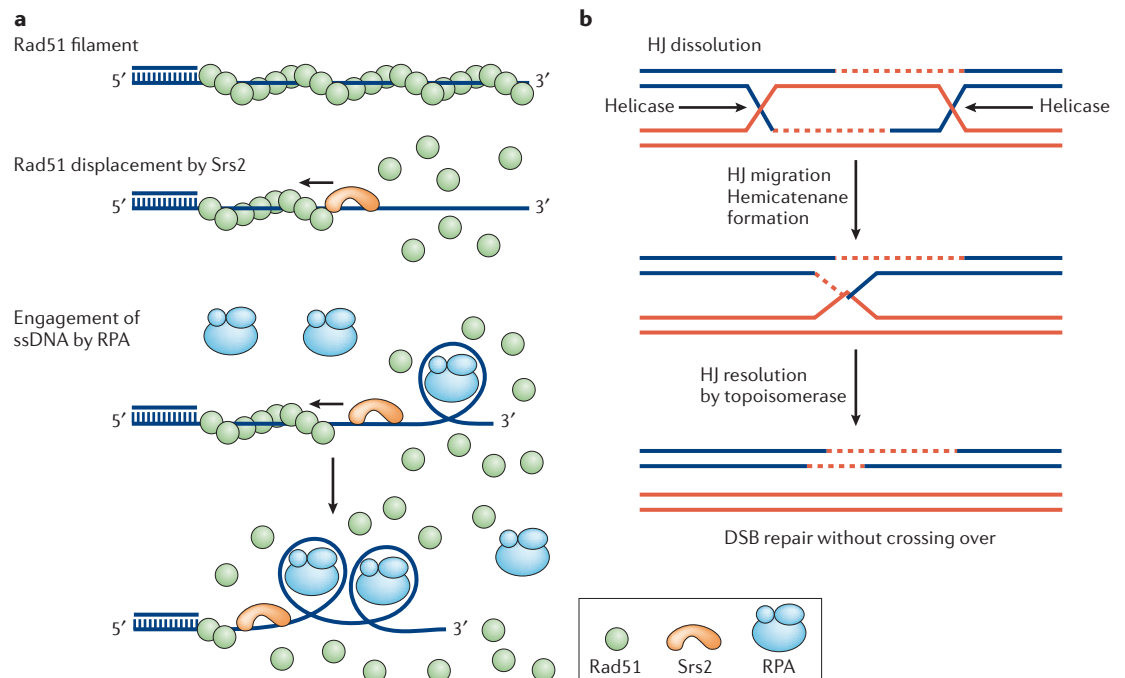 a
Rad51 filament
5′
3′
Rad51 displacement by Srs2
5′
3′
Engagement of
ssDNA by RPA
5′
3′
5′
3′
b
HJ dissolution
Helicase
Helicase
HJ migration
Hemicatenane
formation
HJ resolution
by topoisomerase
DSB repair without crossing over
Rad51
Srs2
RPA